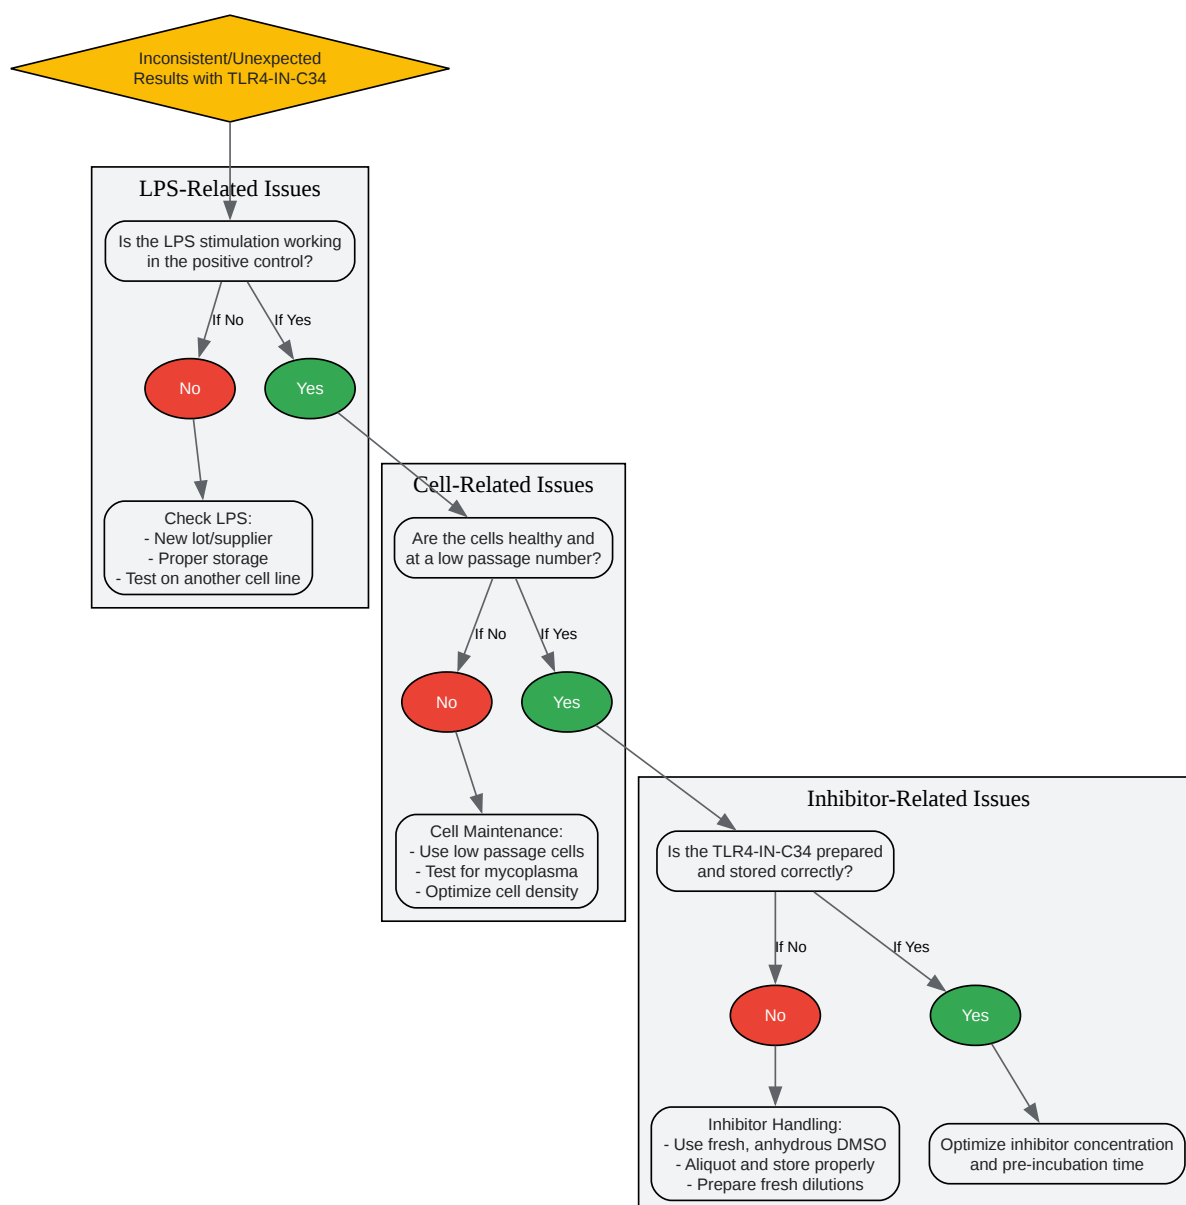 Inconsistent/Unexpected
Results with TLR4-IN-C34
LPS-Related Issues
Is the LPS stimulation working
in the positive control?
If No
If Yes
No
Yes
Check LPS:
- New lot/supplier
- Proper storage
- Test on another cell line
Cell-Related Issues
Are the cells healthy and
at a low passage number?
If No
If Yes
No
Yes
Cell Maintenance:
- Use low passage cells
- Test for mycoplasma
- Optimize cell density
Inhibitor-Related Issues
Is the TLR4-IN-C34 prepared
and stored correctly?
If No
If Yes
No
Yes
Inhibitor Handling:
- Use fresh, anhydrous DMSO
- Aliquot and store properly
- Prepare fresh dilutions
Optimize inhibitor concentration
and pre-incubation time